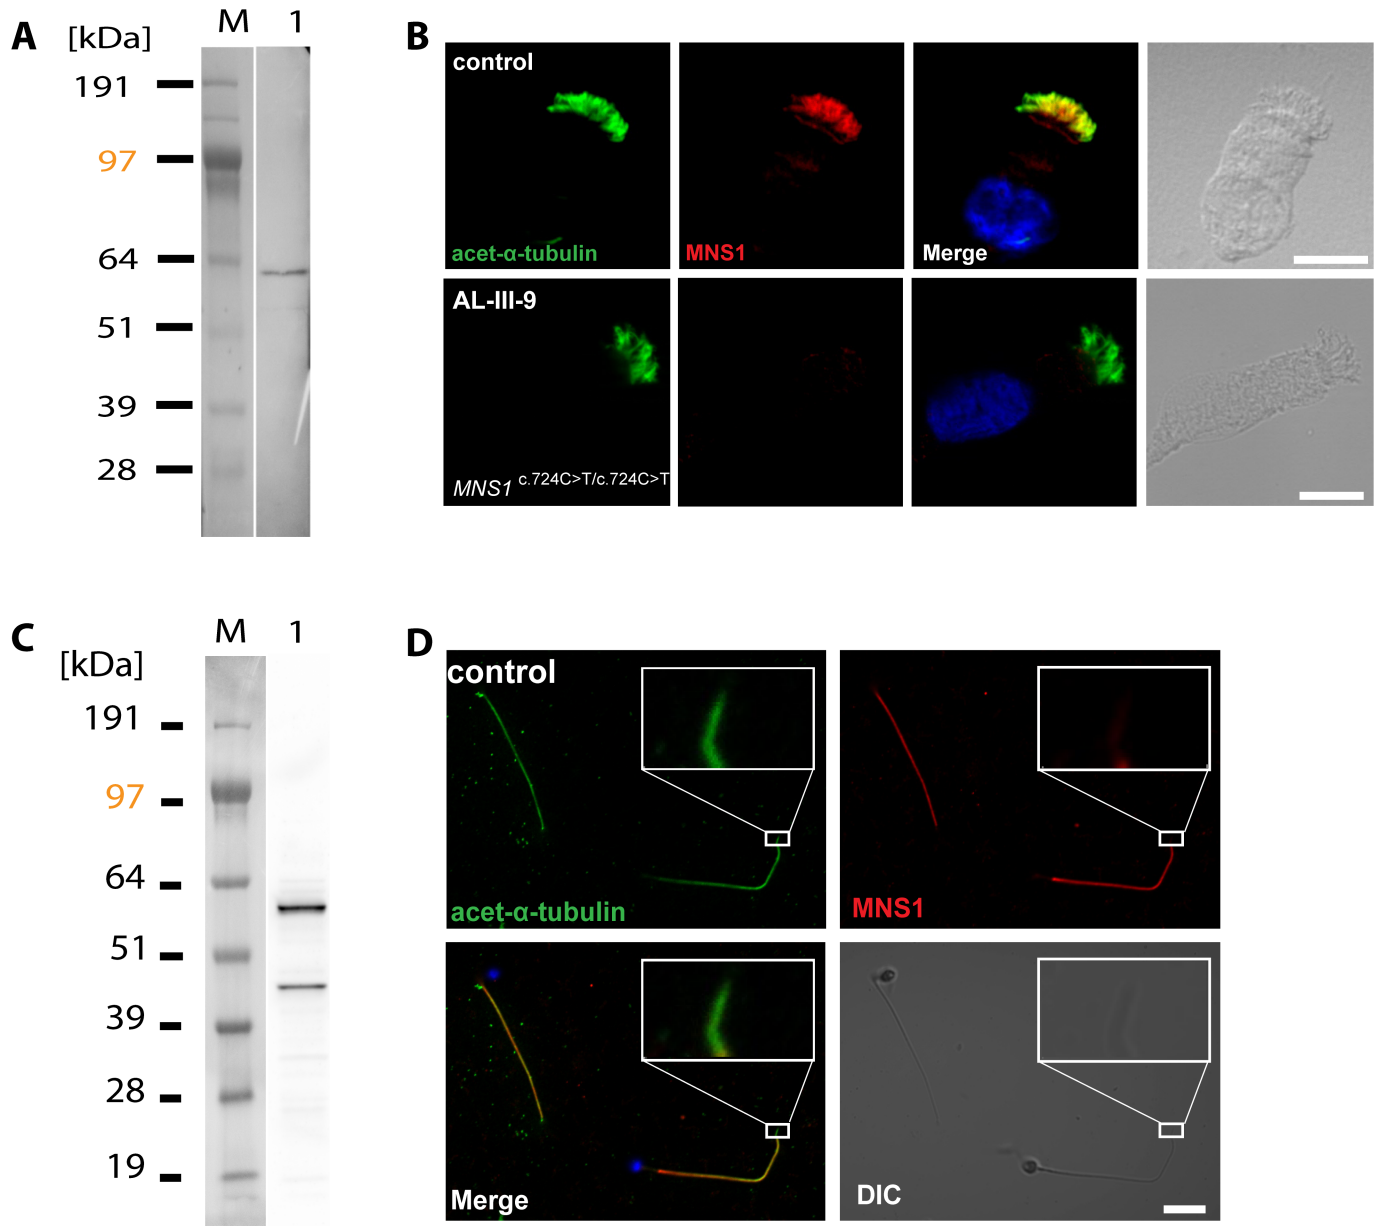 A
[kDa]
M
1
191
97
64
51
39
28
B
control
acet-α-tubulin
MNS1
Merge
AL-III-9
MNS1 c.724C>T/c.724C>T
C
M
1
[kDa]
191
97
64
51
39
28
19
D
control
acet-α-tubulin
MNS1
Merge
DIC